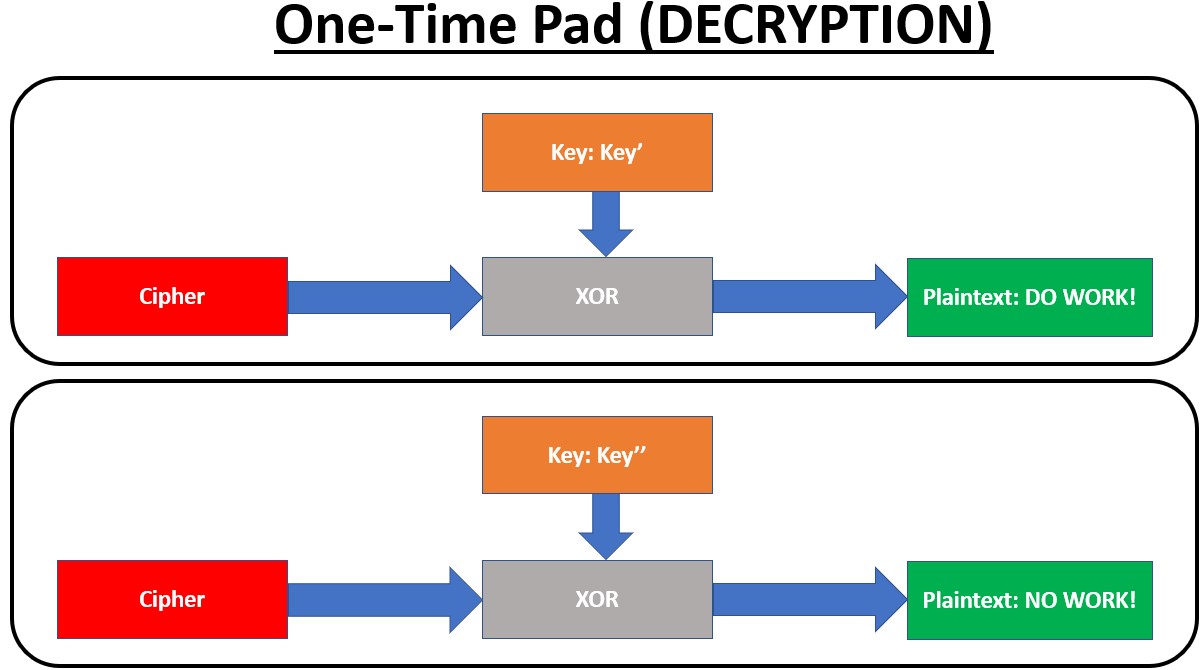 One-Time Pad (DECRYPTION)
Key: Key’
Cipher
XOR
Plaintext: DO WORK!
Key: Key’’
Cipher
XOR
Plaintext: NO WORK!